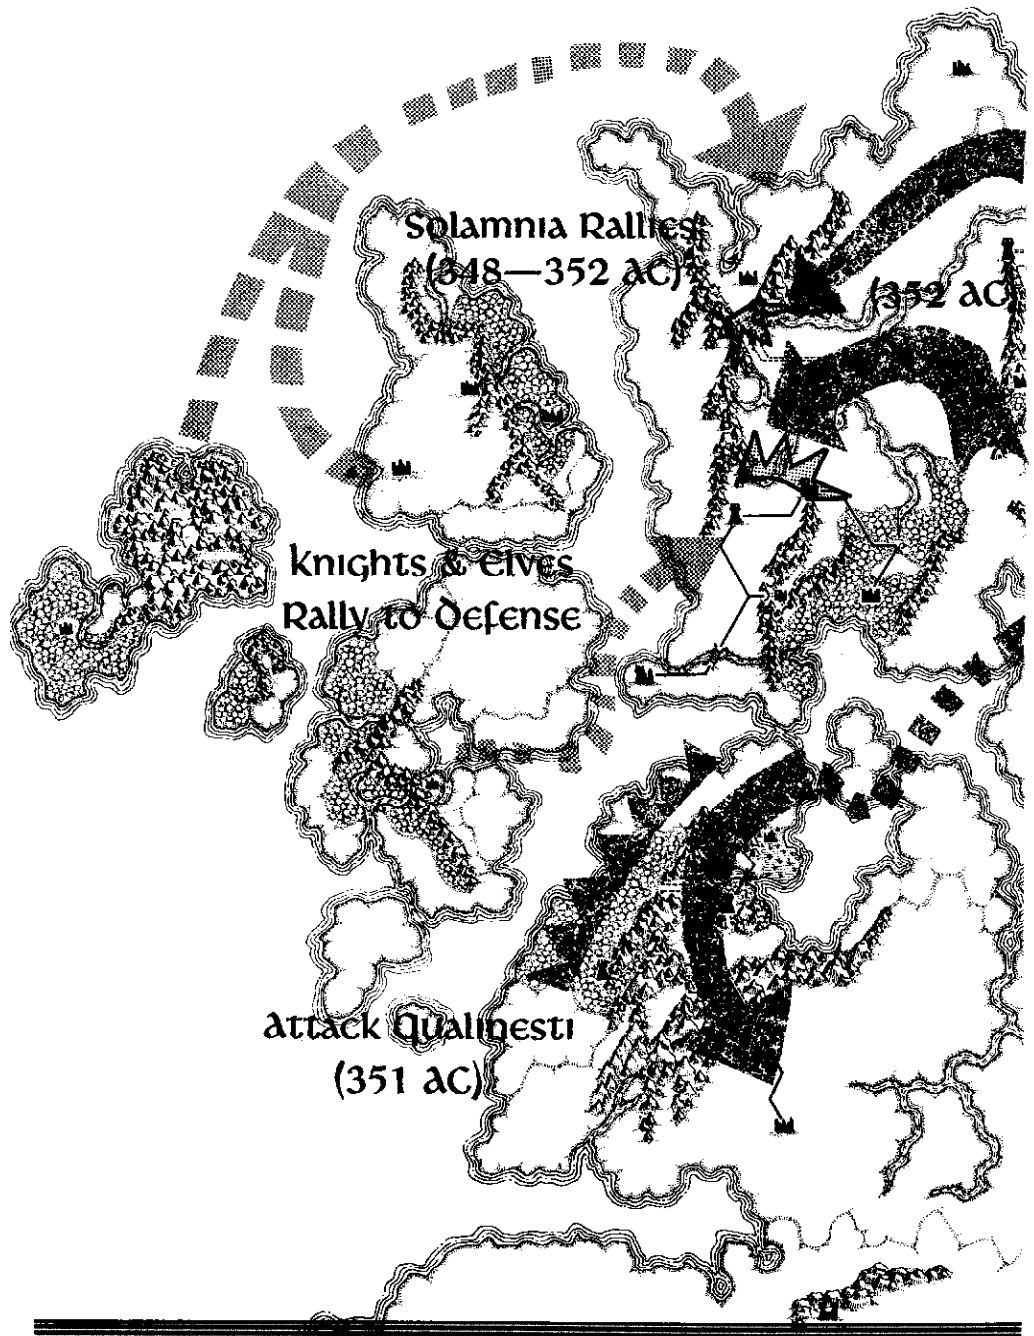 Solamnia Rallies
(348—352 AC)
(352 AC)
Knights & Elves
Rally to Defense
Attack Qualinesti
(351 AC)